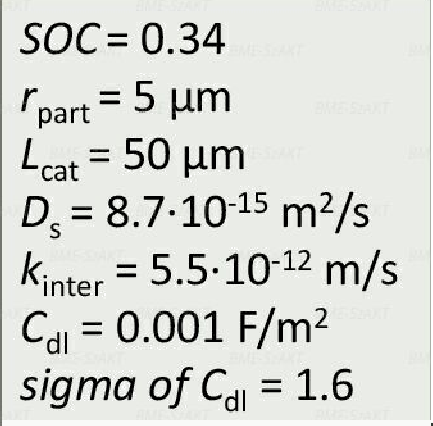 SOC = 0.34
r_part = 5 μm
L_cat = 50 μm
D_s = 8.7·10⁻¹⁵ m²/s
k_inter = 5.5·10⁻¹² m/s
C_dl = 0.001 F/m²
sigma of C_dl = 1.6